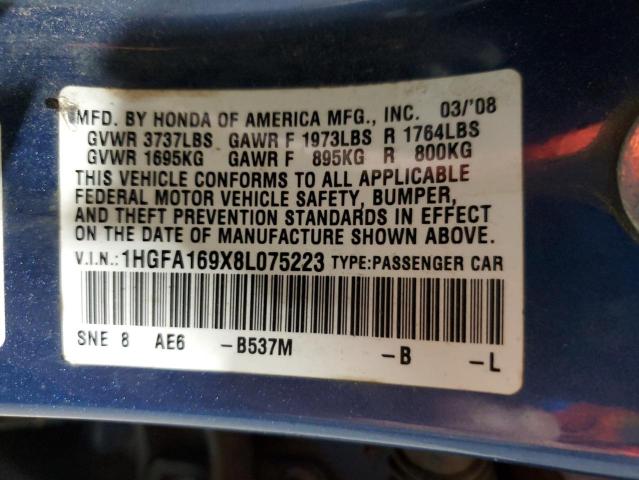 MFD. BY HONDA OF AMERICA MFG., INC. 03/'08
GVWR 3737LBS GAWR F 1973LBS R 1764LBS
GVWR 1695KG GAWR F 895KG R 800KG
THIS VEHICLE CONFORMS TO ALL APPLICABLE
FEDERAL MOTOR VEHICLE SAFETY, BUMPER,
AND THEFT PREVENTION STANDARDS IN EFFECT
ON THE DATE OF MANUFACTURE SHOWN ABOVE.
V.I.N.:1HGFA169X8L075223 TYPE:PASSENGER CAR
SNE 8 AE6 -B537M -B -L